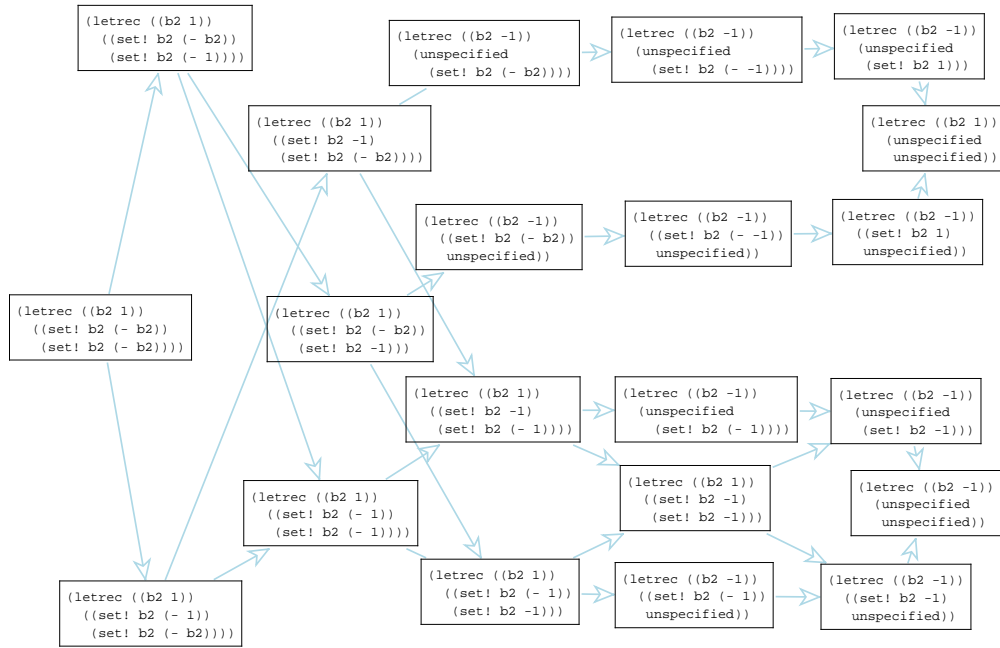 (letrec ((b2 1))
((set! b2 (- b2))
(set! b2 (- 1))))
(letrec ((b2 -1))
(unspecified
(set! b2 (- b2))))
(letrec ((b2 -1))
(unspecified
(set! b2 (- -1))))
(letrec ((b2 -1))
(unspecified
(set! b2 1)))
(letrec ((b2 1))
((set! b2 -1)
(set! b2 (- b2))))
(letrec ((b2 1))
(unspecified
unspecified))
(letrec ((b2 -1))
((set! b2 (- b2))
unspecified))
(letrec ((b2 -1))
((set! b2 (- -1))
unspecified))
(letrec ((b2 -1))
((set! b2 1)
unspecified))
(letrec ((b2 1))
((set! b2 (- b2))
(set! b2 (- b2))))
(letrec ((b2 1))
((set! b2 (- b2))
(set! b2 -1)))
(letrec ((b2 1))
((set! b2 -1)
(set! b2 (- 1))))
(letrec ((b2 -1))
(unspecified
(set! b2 (- 1))))
(letrec ((b2 -1))
(unspecified
(set! b2 -1)))
(letrec ((b2 1))
((set! b2 (- 1))
(set! b2 (- 1))))
(letrec ((b2 1))
((set! b2 -1)
(set! b2 -1)))
(letrec ((b2 -1))
(unspecified
unspecified))
(letrec ((b2 1))
((set! b2 (- 1))
(set! b2 (- b2))))
(letrec ((b2 1))
((set! b2 (- 1))
(set! b2 -1)))
(letrec ((b2 -1))
((set! b2 (- 1))
unspecified))
(letrec ((b2 -1))
((set! b2 -1)
unspecified))